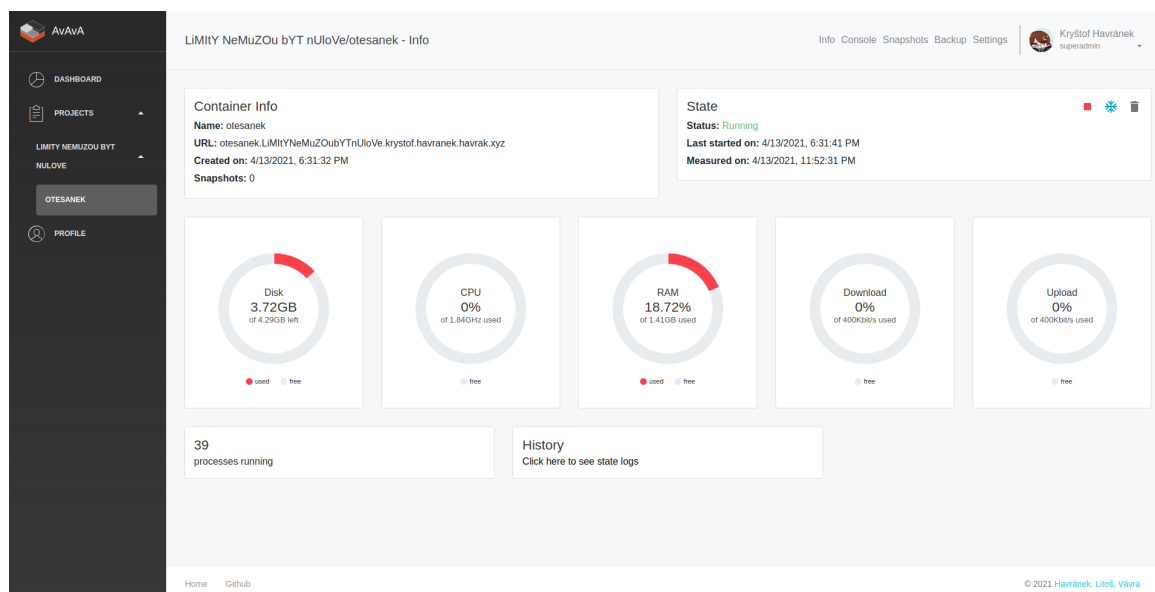 AvAvA
DASHBOARD
PROJECTS
LIMITY NEMUZOU BYT
NULOVE
OTESANEK
PROFILE
LiMItY NeMuZOu bYT nUloVe/otesanek - Info
Info Console Snapshots Backup Settings
Kryštof Havránek
superadmin
Container Info
Name: otesanek
URL: otesanek.LiMItYNeMuZOubYTnUloVe.krystof.havranek.havrak.xyz
Created on: 4/13/2021, 6:31:32 PM
Snapshots: 0
State
Status: Running
Last started on: 4/13/2021, 6:31:41 PM
Measured on: 4/13/2021, 11:52:31 PM
Disk
3.72GB
of 4.29GB left
used free
CPU
0%
of 1.84GHz used
free
RAM
18.72%
of 1.41GB used
used free
Download
0%
of 400Kbit/s used
free
Upload
0%
of 400Kbit/s used
free
39
processes running
History
Click here to see state logs
Home Github
© 2021 Havránek, Litoš, Vávra